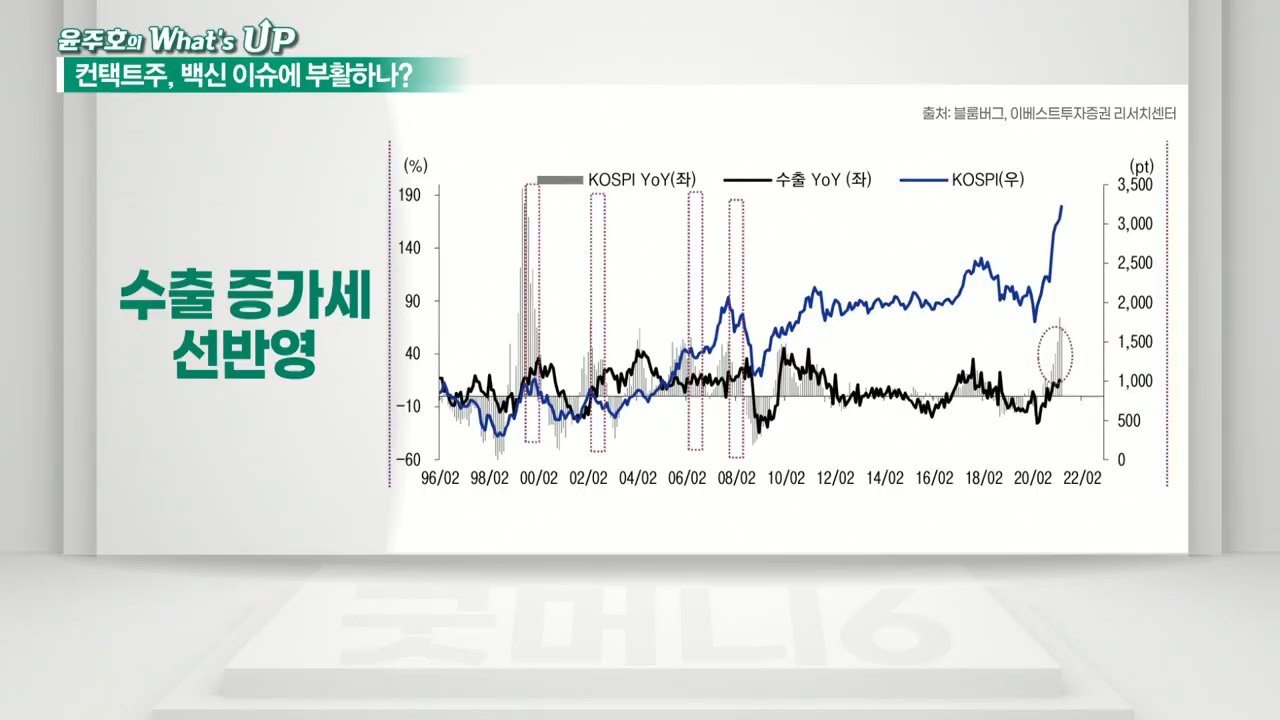 윤주호의 What's UP
컨택트주, 백신 이슈에 부활하나?
출처: 블룸버그, 이베스트투자증권 리서치센터
수출 증가세
선반영
(%)
(pt)
KOSPI YoY(좌) 수출 YoY (좌) KOSPI(우)
190
140
90
40
-10
-60
3,500
3,000
2,500
2,000
1,500
1,000
500
0
96/02 98/02 00/02 02/02 04/02 06/02 08/02 10/02 12/02 14/02 16/02 18/02 20/02 22/02
굿머니6